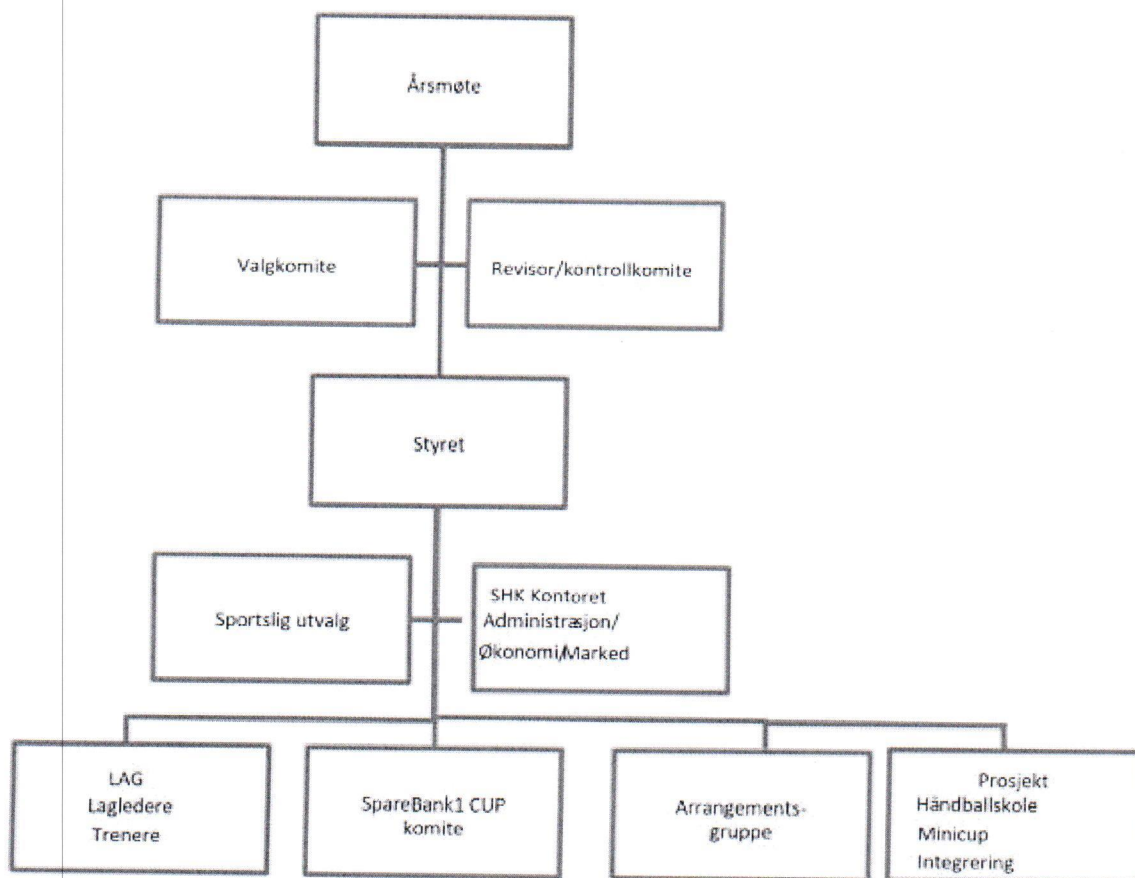 Årsmøte
Valgkomite
Revisor/kontrollkomite
Styret
Sportslig utvalg
SHK Kontoret
Administrasjon/
Økonomi/Marked
LAG
Lagledere
Trenere
SpareBank1 CUP
komite
Arrangements-
gruppe
Prosjekt
Håndballskole
Minicup
Integrering